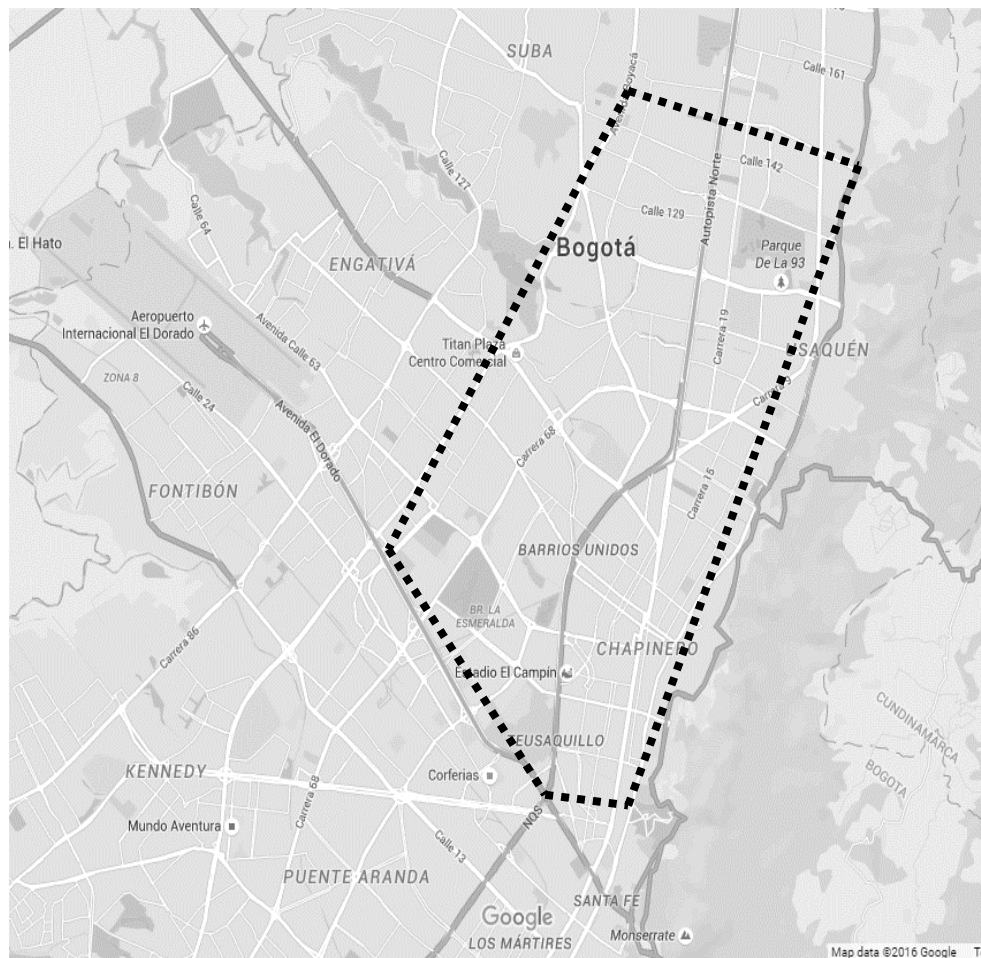 SUBA
Avenida Boyacá
Calle 161
Calle 127
Calle 142
Autopista Norte
Calle 64
Calle 129
Bogotá
Parque
De La 93
El Hato
ENGATIVÁ
Aeropuerto
Internacional El Dorado
Avenida Calle 63
Carrera 19
Titan Plaza
Centro Comercial
USAQUÉN
ZONA 8
Calle 24
Carrera 9
Avenida El Dorado
Carrera 68
FONTIBÓN
Carrera 15
BARRIOS UNIDOS
BR. LA
ESMERALDA
Carrera 86
CHAPINERO
Estadio El Campín
CUNDINAMARCA
BOGOTA
TEUSAQUILLO
KENNEDY
Corferias
Carrera 68
Mundo Aventura
NQS
Calle 13
PUENTE ARANDA
SANTA FE
Google
LOS MÁRTIRES
Monserrate
Map data ©2016 Google